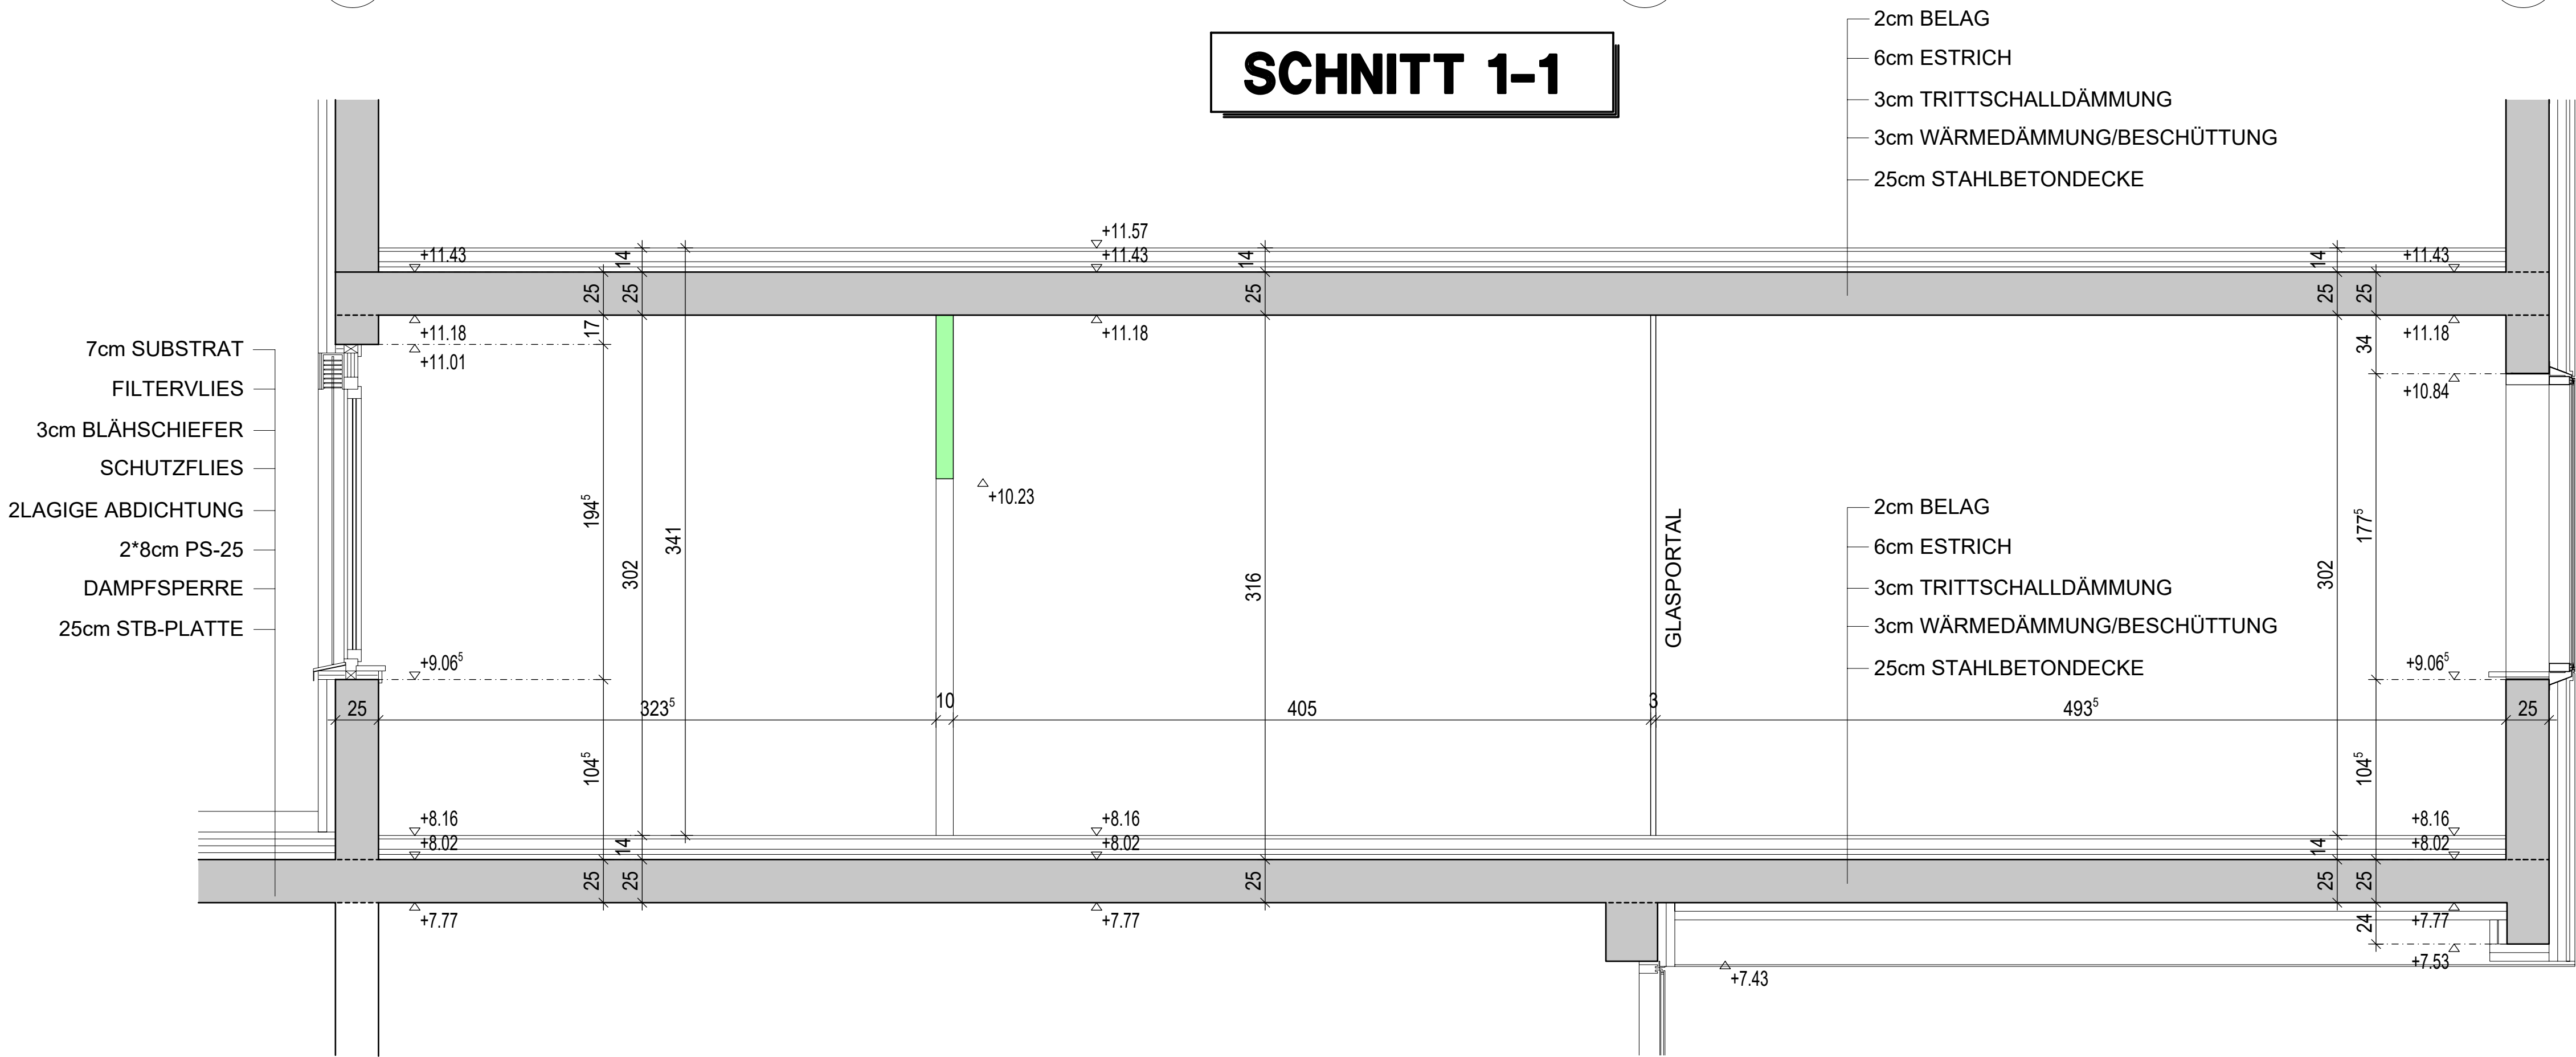 SCHNITT 1-1
2cm BELAG
6cm ESTRICH
3cm TRITTSCHALLDÄMMUNG
3cm WÄRMEDÄMMUNG/BESCHÜTTUNG
25cm STAHLBETONDECKE
+11.57
+11.43 14 +11.43 14 14 +11.43
25 25 25 25 25
+11.18 17 +11.18 34 +11.18
+11.01
+10.84
7cm SUBSTRAT
FILTERVLIES
3cm BLÄHSCHIEFER
SCHUTZFLIES
2LAGIGE ABDICHTUNG
2*8cm PS-25
DAMPFSPERRE
25cm STB-PLATTE
+10.23
194⁵ 302 341 316 302 177⁵
GLASPORTAL
2cm BELAG
6cm ESTRICH
3cm TRITTSCHALLDÄMMUNG
3cm WÄRMEDÄMMUNG/BESCHÜTTUNG
25cm STAHLBETONDECKE
+9.06⁵ +9.06⁵
25 323⁵ 10 405 3 493⁵ 25
104⁵ 104⁵
+8.16 +8.16 +8.16
+8.02 14 +8.02 14 +8.02
25 25 25 25 25
+7.77 +7.77 24 +7.77
+7.53
+7.43